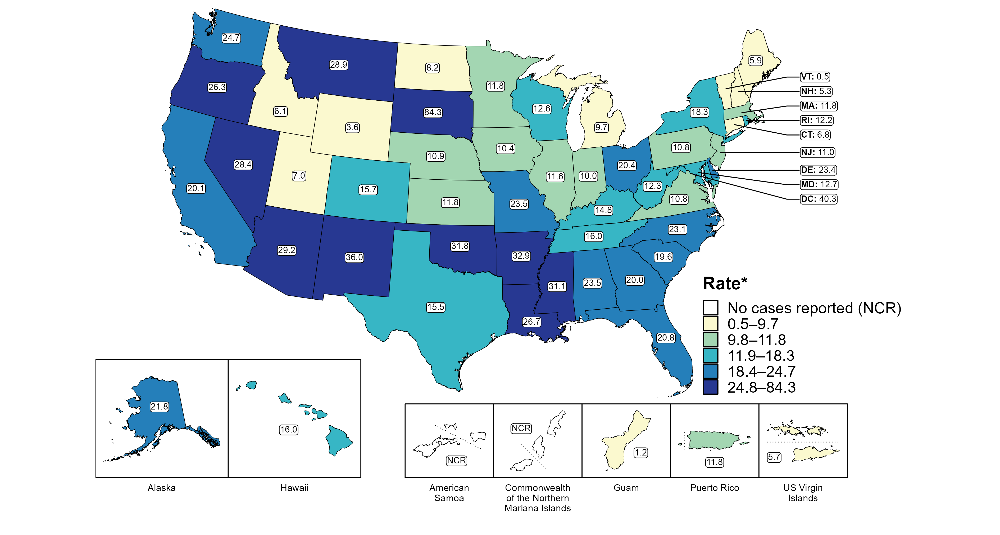 24.7
28.9
8.2
5.9
VT: 0.5
26.3
11.8
NH: 5.3
6.1
84.3
12.6
18.3
MA: 11.8
3.6
9.7
RI: 12.2
CT: 6.8
28.4
10.9
10.4
10.8
NJ: 11.0
7.0
11.6
10.0
20.4
DE: 23.4
20.1
15.7
12.3
MD: 12.7
11.8
23.5
14.8
10.8
DC: 40.3
29.2
36.0
31.8
32.9
16.0
23.1
19.6
15.5
26.7
31.1
23.5
20.0
20.8
Rate*
No cases reported (NCR)
0.5–9.7
9.8–11.8
11.9–18.3
18.4–24.7
24.8–84.3
21.8
16.0
NCR
NCR
1.2
11.8
5.7
Alaska
Hawaii
American
Samoa
Commonwealth
of the Northern
Mariana Islands
Guam
Puerto Rico
US Virgin
Islands